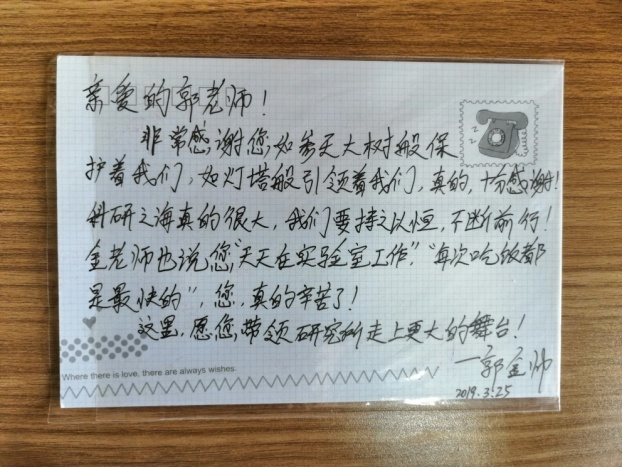 亲爱的郭老师！
非常感谢您,如参天大树般保
护着我们,如灯塔般引领着我们,真的,十分感谢!
科研之海真的很大,我们要持之以恒,不断前行!
金老师也说您,"天天在实验室工作","每次吃饭都
是最快的",您,真的辛苦了!
这里,愿您,带领研究所走上更大的舞台!
—郭金帅
2019.3.25
Where there is love, there are always wishes.